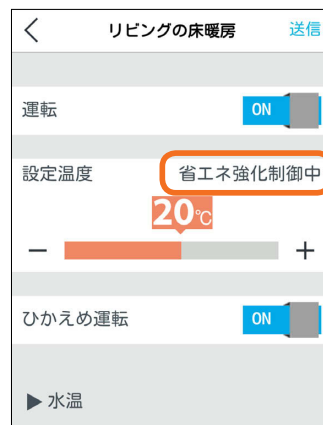 リビングの床暖房 送信
運転 ON
設定温度 省エネ強化制御中
20℃
− +
ひかえめ運転 ON
▶ 水温